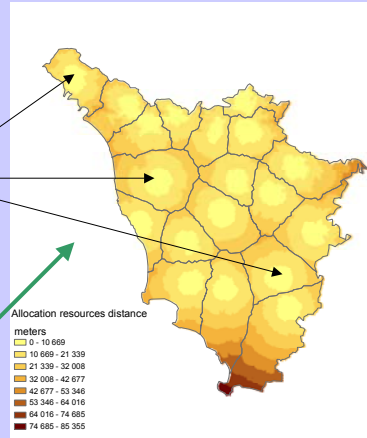 Allocation resources distance
meters
0 - 10 669
10 669 - 21 339
21 339 - 32 008
32 008 - 42 677
42 677 - 53 346
53 346 - 64 016
64 016 - 74 685
74 685 - 85 355